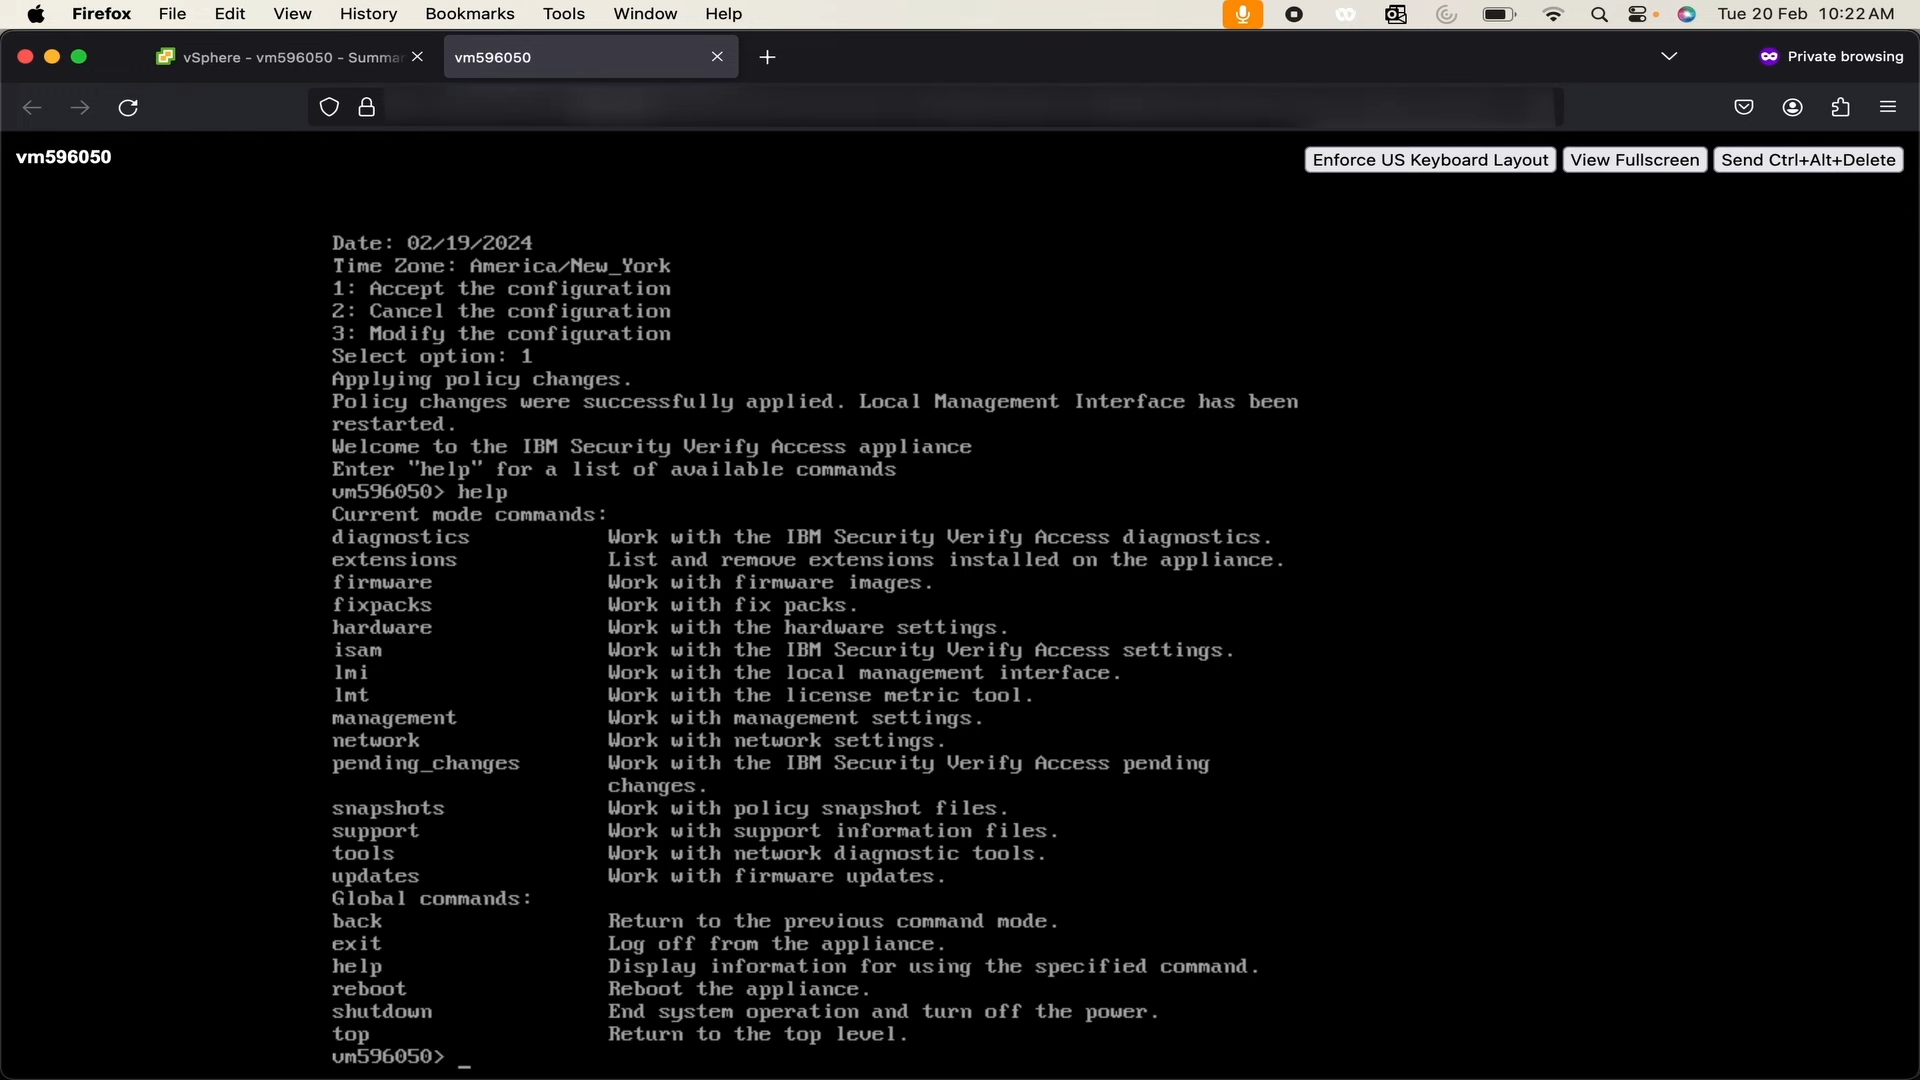 Firefox File Edit View History Bookmarks Tools Window Help Tue 20 Feb 10:22 AM
vSphere - vm596050 - Summar vm596050 Private browsing
vm596050 Enforce US Keyboard Layout View Fullscreen Send Ctrl+Alt+Delete
Date: 02/19/2024
Time Zone: America/New_York
1: Accept the configuration
2: Cancel the configuration
3: Modify the configuration
Select option: 1
Applying policy changes.
Policy changes were successfully applied. Local Management Interface has been
restarted.
Welcome to the IBM Security Verify Access appliance
Enter "help" for a list of available commands
vm596050> help
Current mode commands:
diagnostics Work with the IBM Security Verify Access diagnostics.
extensions List and remove extensions installed on the appliance.
firmware Work with firmware images.
fixpacks Work with fix packs.
hardware Work with the hardware settings.
isam Work with the IBM Security Verify Access settings.
lmi Work with the local management interface.
lmt Work with the license metric tool.
management Work with management settings.
network Work with network settings.
pending_changes Work with the IBM Security Verify Access pending
changes.
snapshots Work with policy snapshot files.
support Work with support information files.
tools Work with network diagnostic tools.
updates Work with firmware updates.
Global commands:
back Return to the previous command mode.
exit Log off from the appliance.
help Display information for using the specified command.
reboot Reboot the appliance.
shutdown End system operation and turn off the power.
top Return to the top level.
vm596050> _